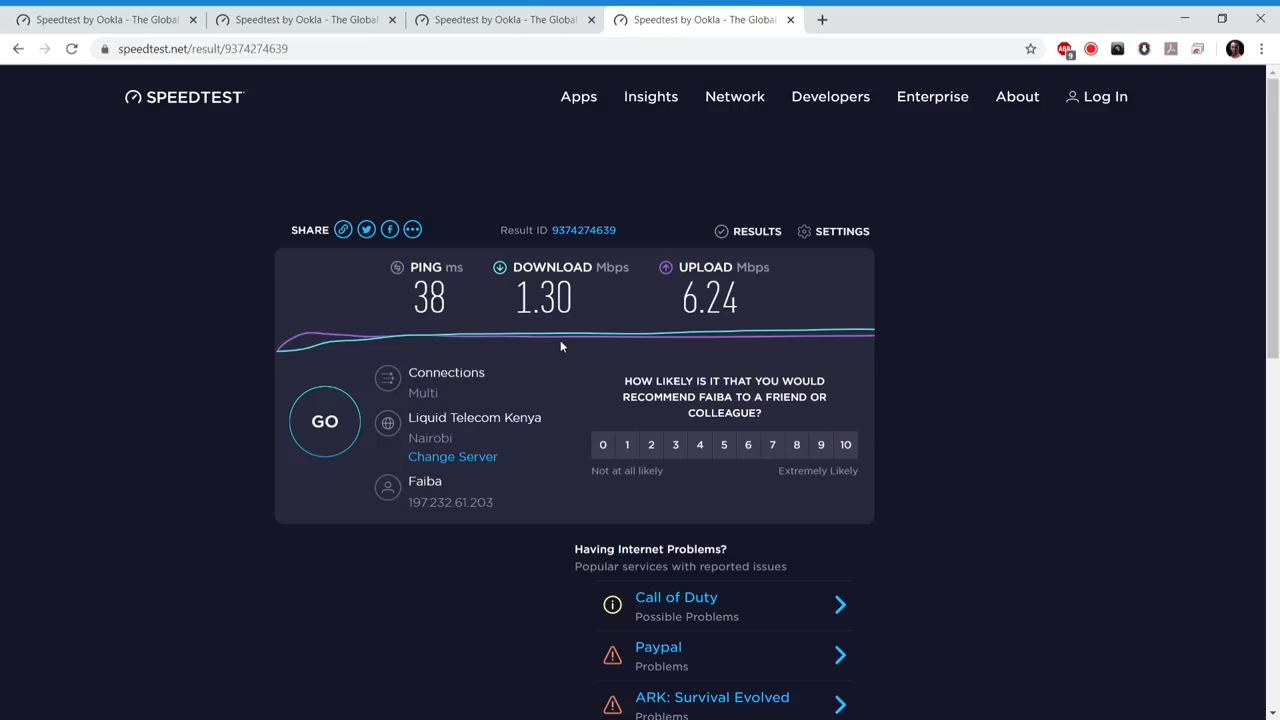 Speedtest by Ookla - The Global
Speedtest by Ookla - The Global
Speedtest by Ookla - The Global
Speedtest by Ookla - The Global
speedtest.net/result/9374274639
ABP
9
SPEEDTEST
Apps
Insights
Network
Developers
Enterprise
About
Log In
SHARE
Result ID 9374274639
RESULTS
SETTINGS
PING ms
DOWNLOAD Mbps
UPLOAD Mbps
38
1.30
6.24
GO
Connections
Multi
Liquid Telecom Kenya
Nairobi
Change Server
Faiba
197.232.61.203
HOW LIKELY IS IT THAT YOU WOULD
RECOMMEND FAIBA TO A FRIEND OR
COLLEAGUE?
0 1 2 3 4 5 6 7 8 9 10
Not at all likely
Extremely Likely
Having Internet Problems?
Popular services with reported issues
Call of Duty
Possible Problems
Paypal
Problems
ARK: Survival Evolved
Problems